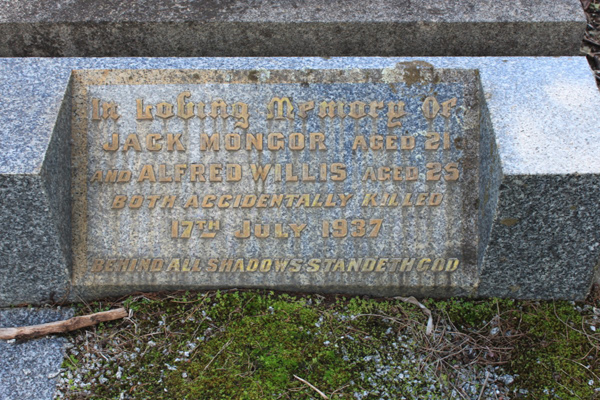 In Loving Memory Of
JACK MONGOR AGED 21
AND ALFRED WILLIS AGED 25
BOTH ACCIDENTALLY KILLED
17TH JULY 1937
BEHIND ALL SHADOWS STANDETH GOD